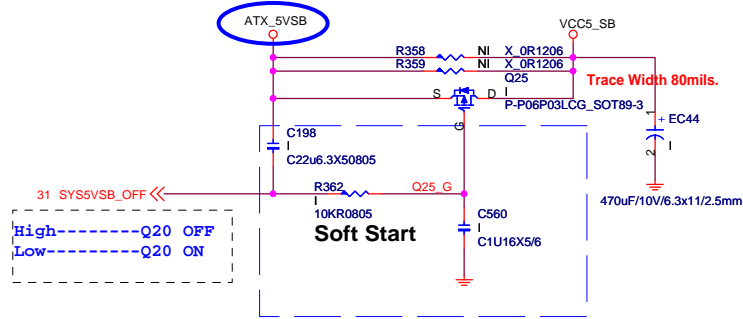 ATX_5VSB
VCC5_SB
R358 NI X_0R1206
R359 NI X_0R1206
Q25
Trace Width 80mils.
S D I
P-P06P03LCG_SOT89-3
G
1
+ EC44
C198
I
C22u6.3X50805
2 I
31 SYS5VSB_OFF
R362
Q25_G
I
10KR0805
470uF/10V/6.3x11/2.5mm
High---------Q20 OFF
Low----------Q20 ON
Soft Start
C560
I
C1U16X5/6